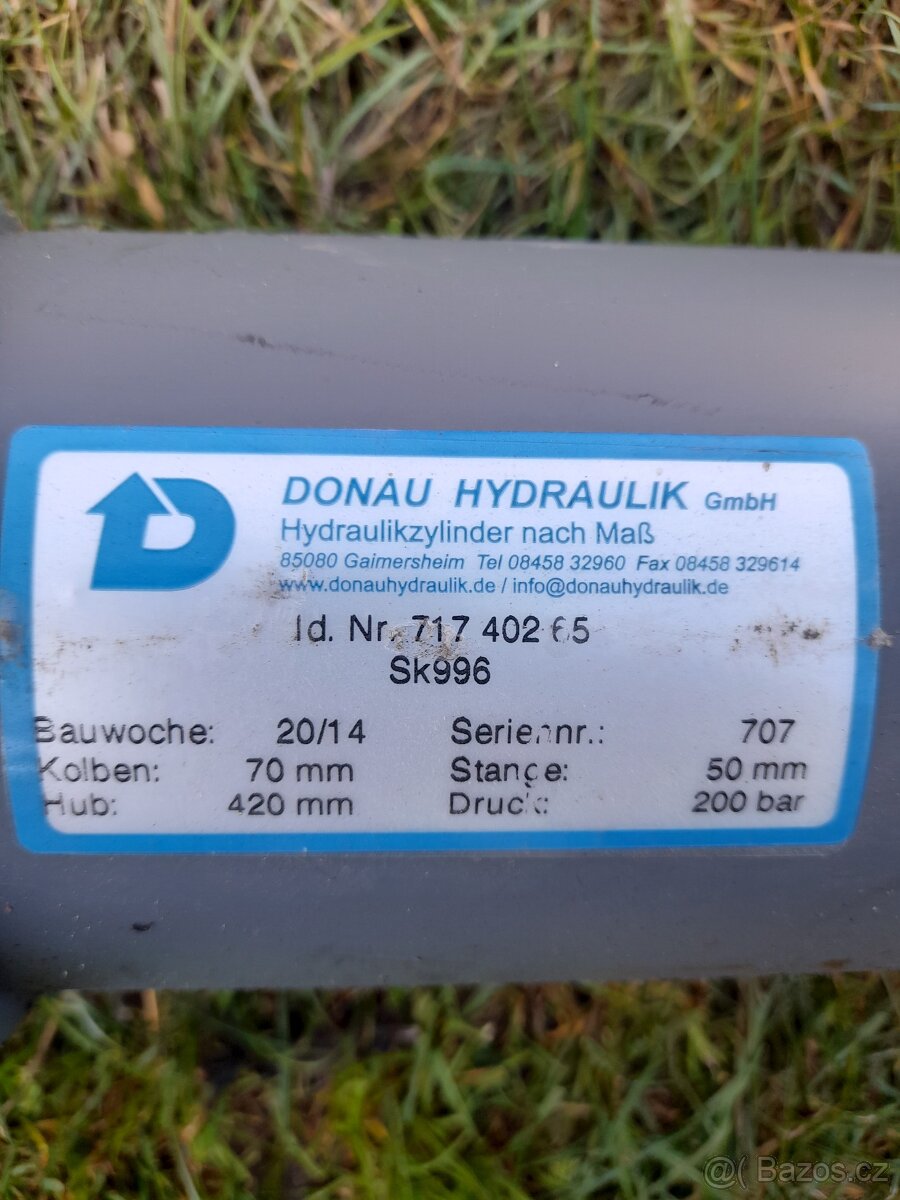 DONAU HYDRAULIK GmbH
Hydraulikzylinder nach Maß
85080 Gaimersheim Tel 08458 32960 Fax 08458 329614
www.donauhydraulik.de / info@donauhydraulik.de
Id. Nr. 717 402 65
Sk996
Bauwoche: 20/14 Seriennr.: 707
Kolben: 70 mm Stange: 50 mm
Hub: 420 mm Druck: 200 bar
@( Bazos.cz